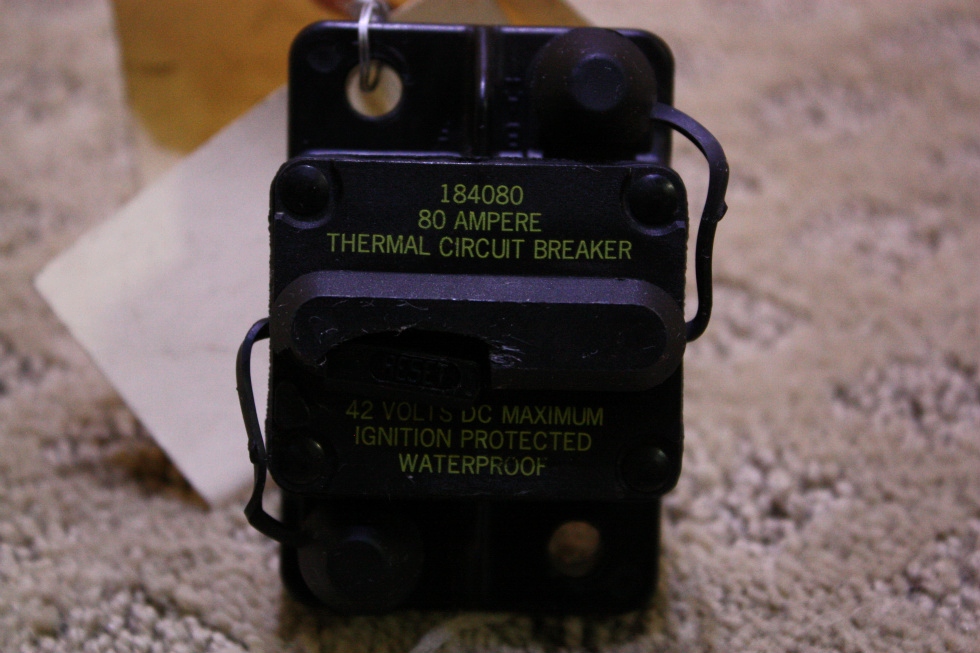 184080
80 AMPERE
THERMAL CIRCUIT BREAKER
RESET
42 VOLTS DC MAXIMUM
IGNITION PROTECTED
WATERPROOF